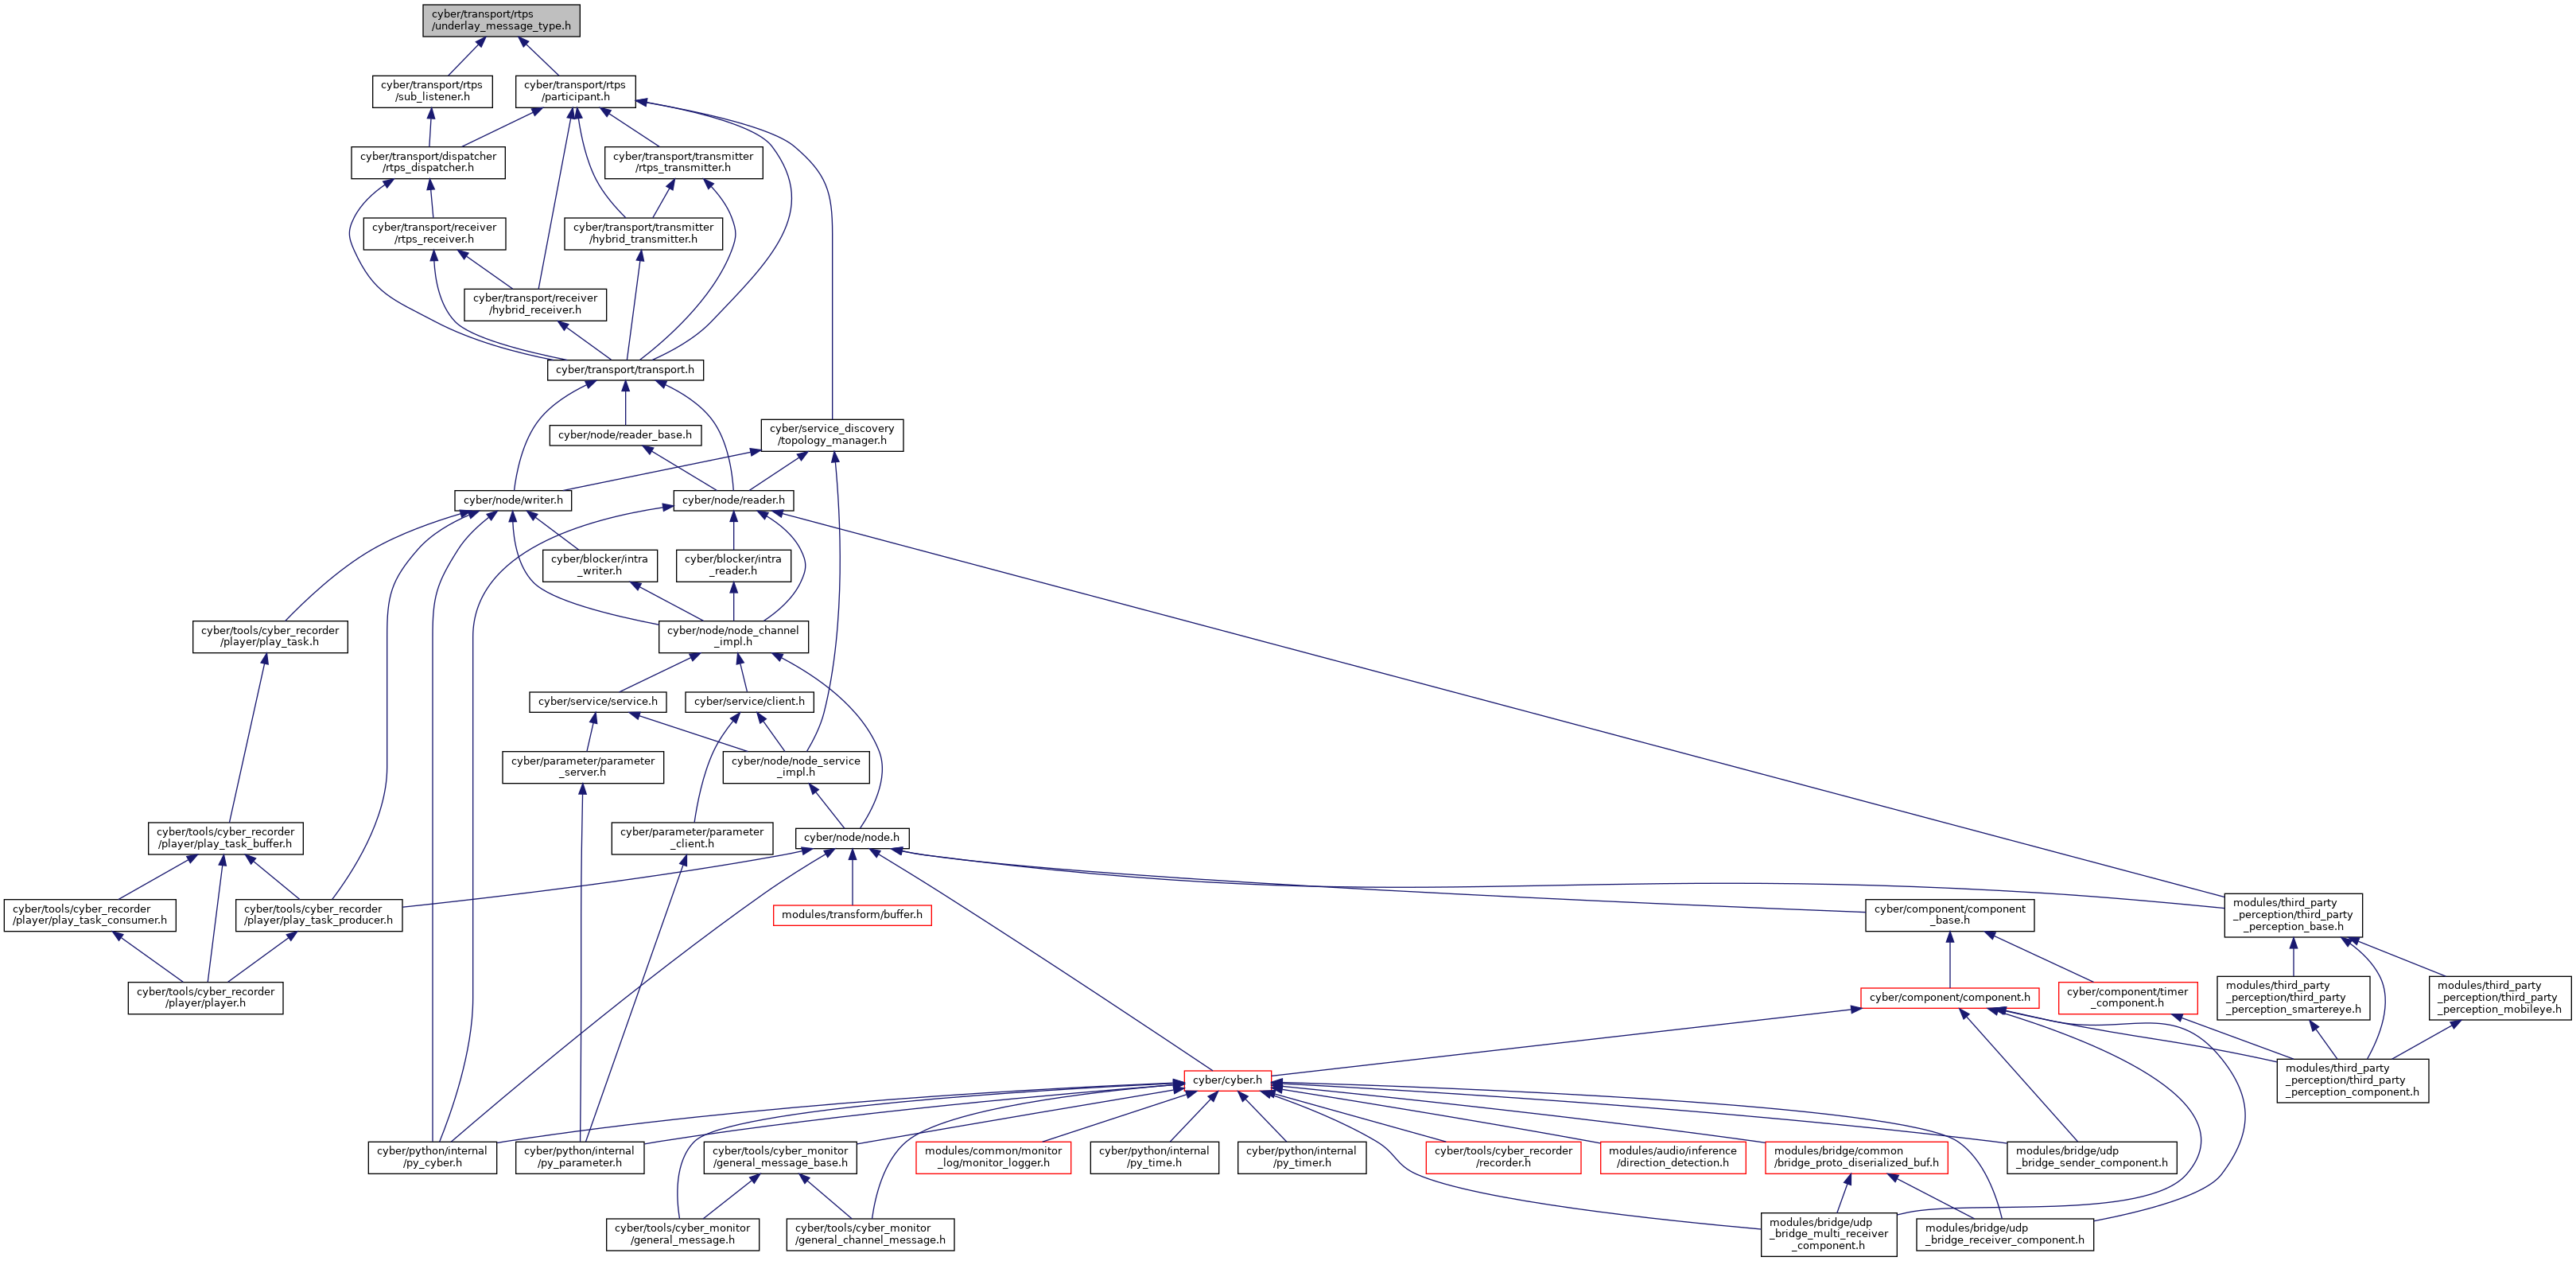 cyber/transport/rtps
/underlay_message_type.h
cyber/transport/rtps
/sub_listener.h
cyber/transport/rtps
/participant.h
cyber/transport/dispatcher
/rtps_dispatcher.h
cyber/transport/transmitter
/rtps_transmitter.h
cyber/transport/receiver
/rtps_receiver.h
cyber/transport/transmitter
/hybrid_transmitter.h
cyber/transport/receiver
/hybrid_receiver.h
cyber/transport/transport.h
cyber/node/reader_base.h
cyber/service_discovery
/topology_manager.h
cyber/node/writer.h
cyber/node/reader.h
cyber/blocker/intra
_writer.h
cyber/blocker/intra
_reader.h
cyber/tools/cyber_recorder
/player/play_task.h
cyber/node/node_channel
_impl.h
cyber/service/service.h
cyber/service/client.h
cyber/parameter/parameter
_server.h
cyber/node/node_service
_impl.h
cyber/tools/cyber_recorder
/player/play_task_buffer.h
cyber/parameter/parameter
_client.h
cyber/node/node.h
cyber/tools/cyber_recorder
/player/play_task_consumer.h
cyber/tools/cyber_recorder
/player/play_task_producer.h
modules/transform/buffer.h
cyber/component/component
_base.h
modules/third_party
_perception/third_party
_perception_base.h
cyber/tools/cyber_recorder
/player/player.h
cyber/component/component.h
cyber/component/timer
_component.h
modules/third_party
_perception/third_party
_perception_smartereye.h
modules/third_party
_perception/third_party
_perception_mobileye.h
cyber/cyber.h
modules/third_party
_perception/third_party
_perception_component.h
cyber/python/internal
/py_cyber.h
cyber/python/internal
/py_parameter.h
cyber/tools/cyber_monitor
/general_message_base.h
modules/common/monitor
_log/monitor_logger.h
cyber/python/internal
/py_time.h
cyber/python/internal
/py_timer.h
cyber/tools/cyber_recorder
/recorder.h
modules/audio/inference
/direction_detection.h
modules/bridge/common
/bridge_proto_diserialized_buf.h
modules/bridge/udp
_bridge_sender_component.h
cyber/tools/cyber_monitor
/general_message.h
cyber/tools/cyber_monitor
/general_channel_message.h
modules/bridge/udp
_bridge_multi_receiver
_component.h
modules/bridge/udp
_bridge_receiver_component.h